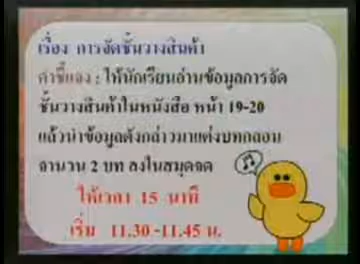 เรื่อง การจัดชั้นวางสินค้า
คำชี้แจง : ให้นักเรียนอ่านข้อมูลการจัด
ชั้นวางสินค้าในหนังสือ หน้า 19-20
แล้วนำข้อมูลดังกล่าวมาแต่งบทกลอน
จำนวน 2 บท ลงในสมุดจด
ให้เวลา 15 นาที
เริ่ม 11.30 -11.45 น.